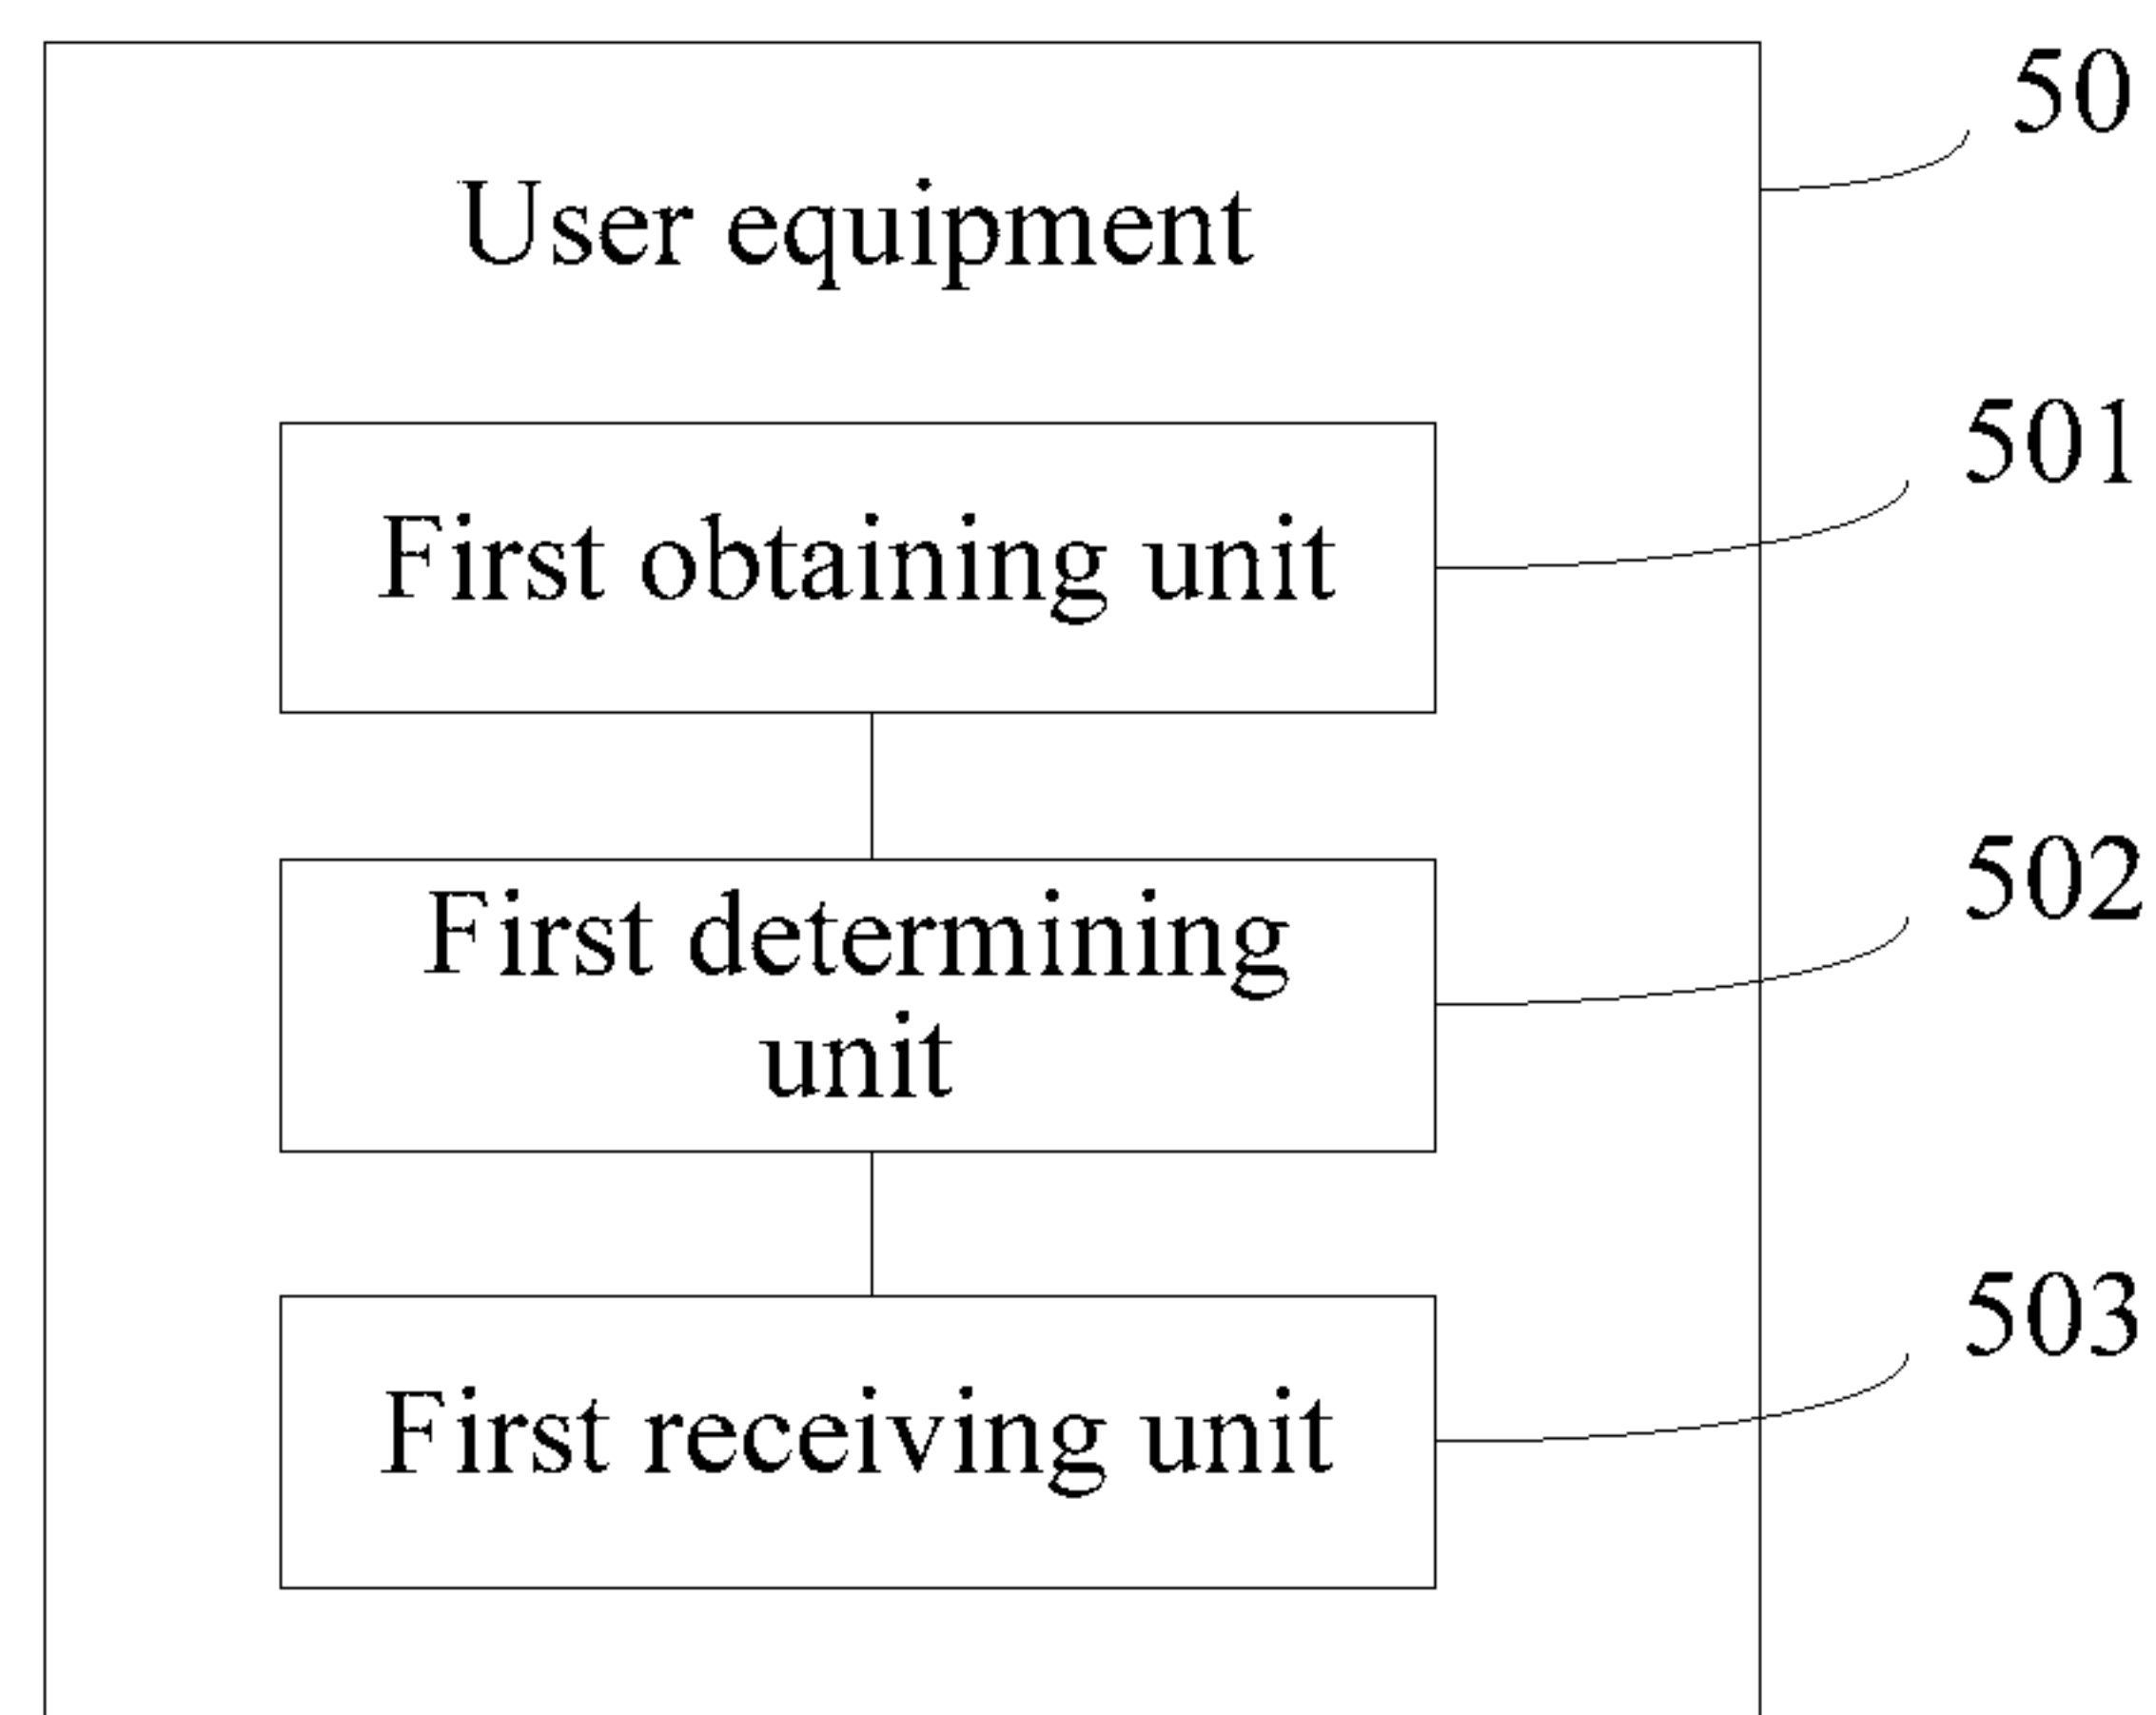 50
User equipment
501
First obtaining unit
502
First determining
unit
503
First receiving unit